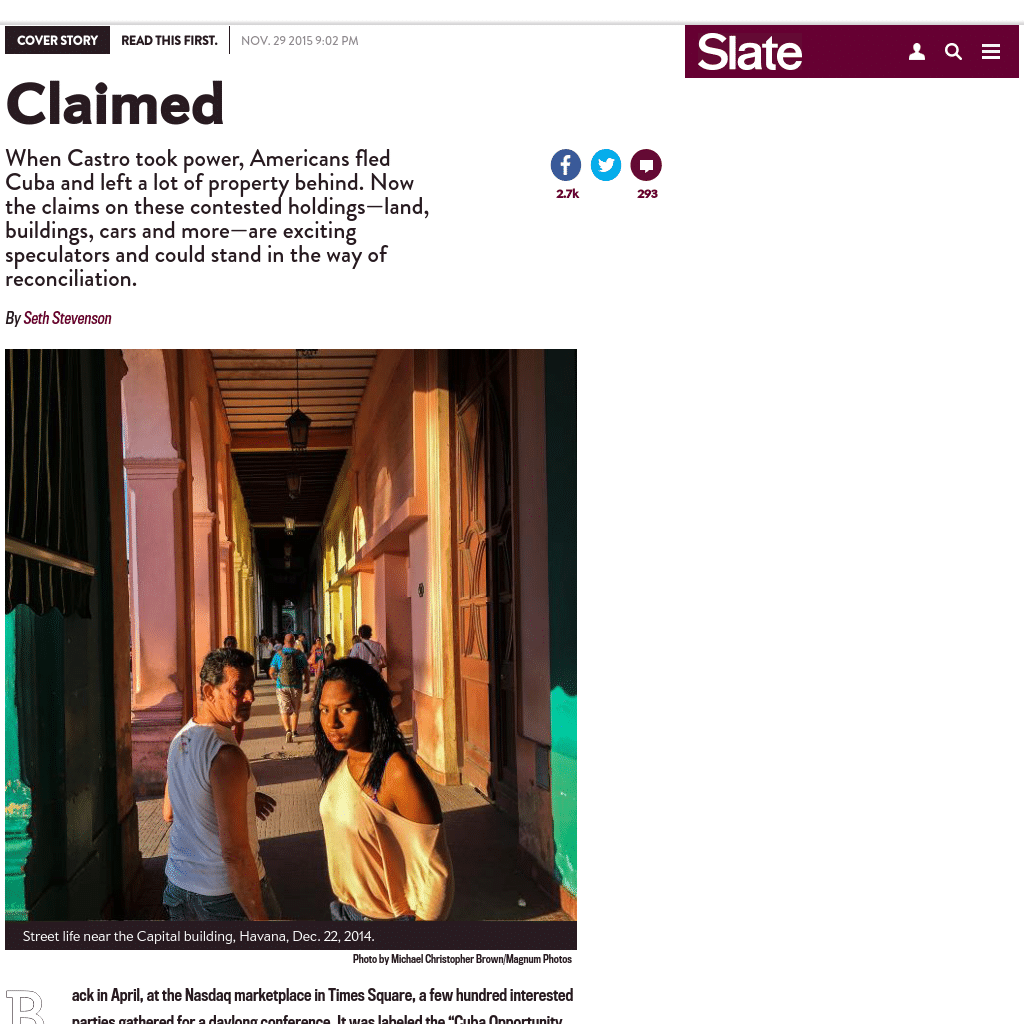 COVER STORY READ THIS FIRST. NOV. 29 2015 9:02 PM
Slate
Claimed
When Castro took power, Americans fled
Cuba and left a lot of property behind. Now
the claims on these contested holdings—land,
buildings, cars and more—are exciting
speculators and could stand in the way of
reconciliation.
2.7k 293
By Seth Stevenson
Street life near the Capital building, Havana, Dec. 22, 2014.
Photo by Michael Christopher Brown/Magnum Photos
Back in April, at the Nasdaq marketplace in Times Square, a few hundred interested
parties gathered for a daylong conference. It was labeled the “Cuba Opportunity